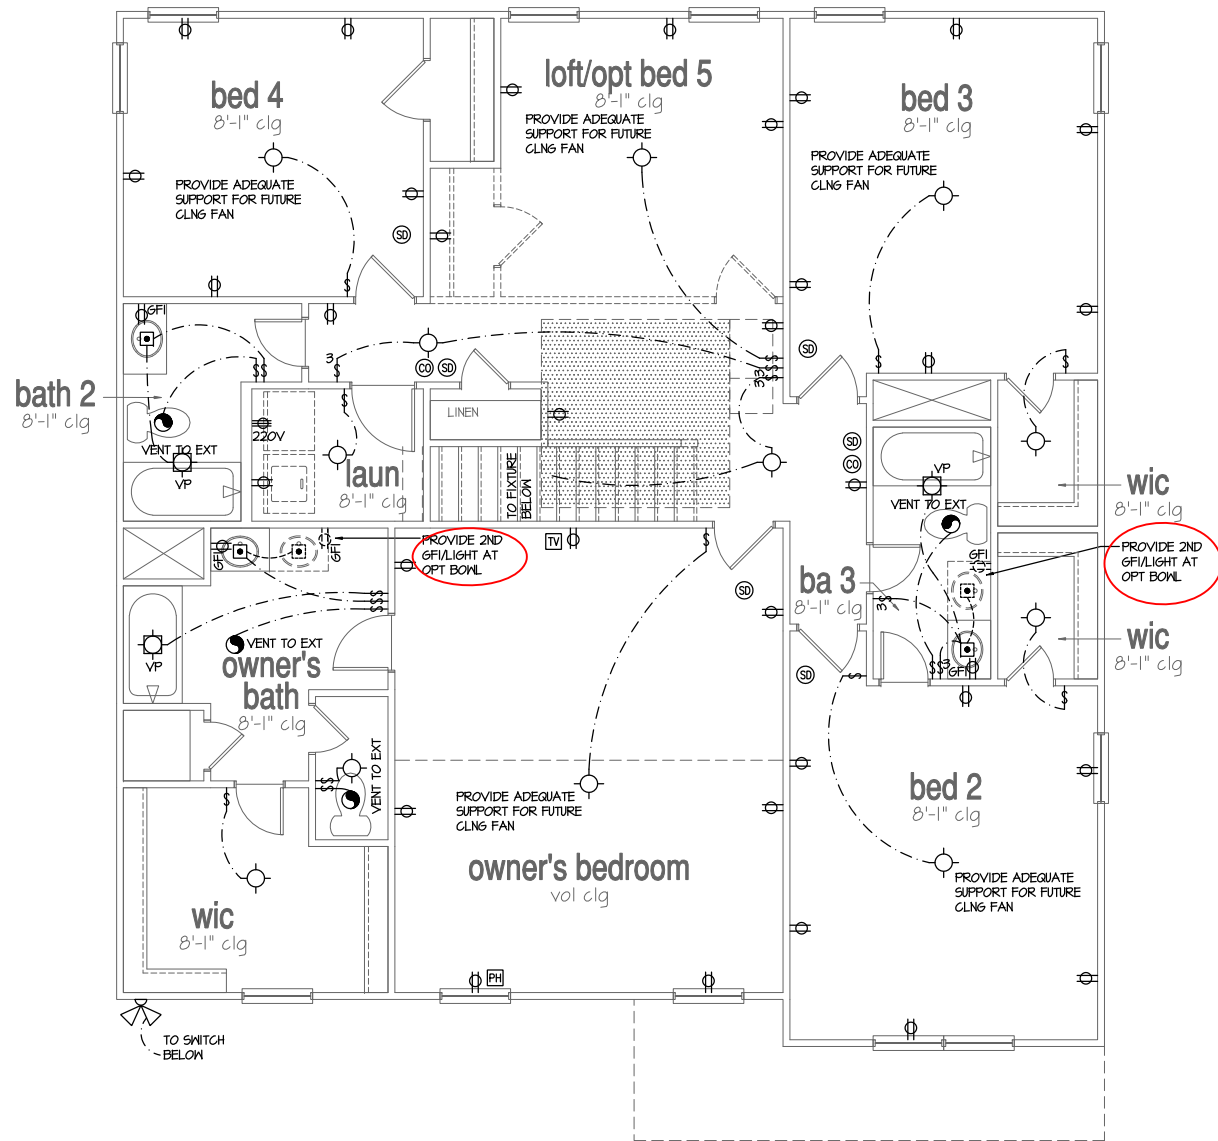 bed 4
8'-1" clg
PROVIDE ADEQUATE
SUPPORT FOR FUTURE
CLNG FAN
loft/opt bed 5
8'-1" clg
PROVIDE ADEQUATE
SUPPORT FOR FUTURE
CLNG FAN
bed 3
8'-1" clg
PROVIDE ADEQUATE
SUPPORT FOR FUTURE
CLNG FAN
SD
$
GFI
3
$
CO
SD
$$
SD
$
$$
$$
3$
3$
$
$
bath 2
8'-1" clg
VENT TO EXT
VP
220V
$
laun
8'-1" clg
LINEN
TO FIXTURE
BELOW
SD
CO
VP
VENT TO EXT
wic
8'-1" clg
GFI
GFI
PROVIDE 2ND
GFI/LIGHT AT
OPT BOWL
TV
$
SD
GFI
PROVIDE 2ND
GFI/LIGHT AT
OPT BOWL
ba 3
8'-1" clg
3$
$$
$$
$$
VP
VENT TO EXT
owner's
bath
8'-1" clg
SD
$
$$
3
GFI
wic
8'-1" clg
$
VENT TO EXT
$$
$$
$
PROVIDE ADEQUATE
SUPPORT FOR FUTURE
CLNG FAN
owner's bedroom
vol clg
bed 2
8'-1" clg
PROVIDE ADEQUATE
SUPPORT FOR FUTURE
CLNG FAN
wic
8'-1" clg
PH
TO SWITCH
BELOW